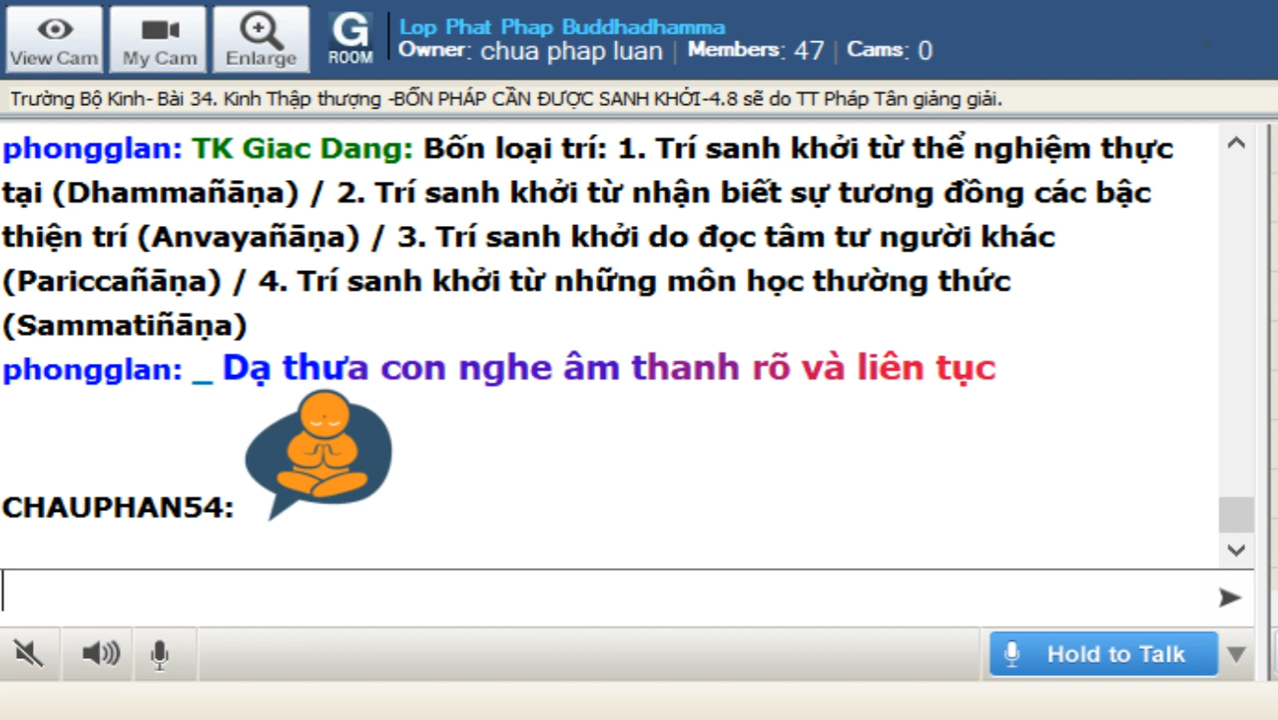 View Cam
My Cam
Enlarge
G
ROOM
Lop Phat Phap Buddhadhamma
Owner: chua phap luan | Members: 47 | Cams: 0
Trường Bộ Kinh- Bài 34. Kinh Thập thượng -BỐN PHÁP CẦN ĐƯỢC SANH KHỞI-4.8 sẽ do TT Pháp Tân giảng giải.
phongglan: TK Giac Dang: Bốn loại trí: 1. Trí sanh khởi từ thể nghiệm thực
tại (Dhammañāṇa) / 2. Trí sanh khởi từ nhận biết sự tương đồng các bậc
thiện trí (Anvayañāṇa) / 3. Trí sanh khởi do đọc tâm tư người khác
(Pariccañāṇa) / 4. Trí sanh khởi từ những môn học thường thức
(Sammatiñāṇa)
phongglan: _ Dạ thưa con nghe âm thanh rõ và liên tục
CHAUPHAN54:
Hold to Talk